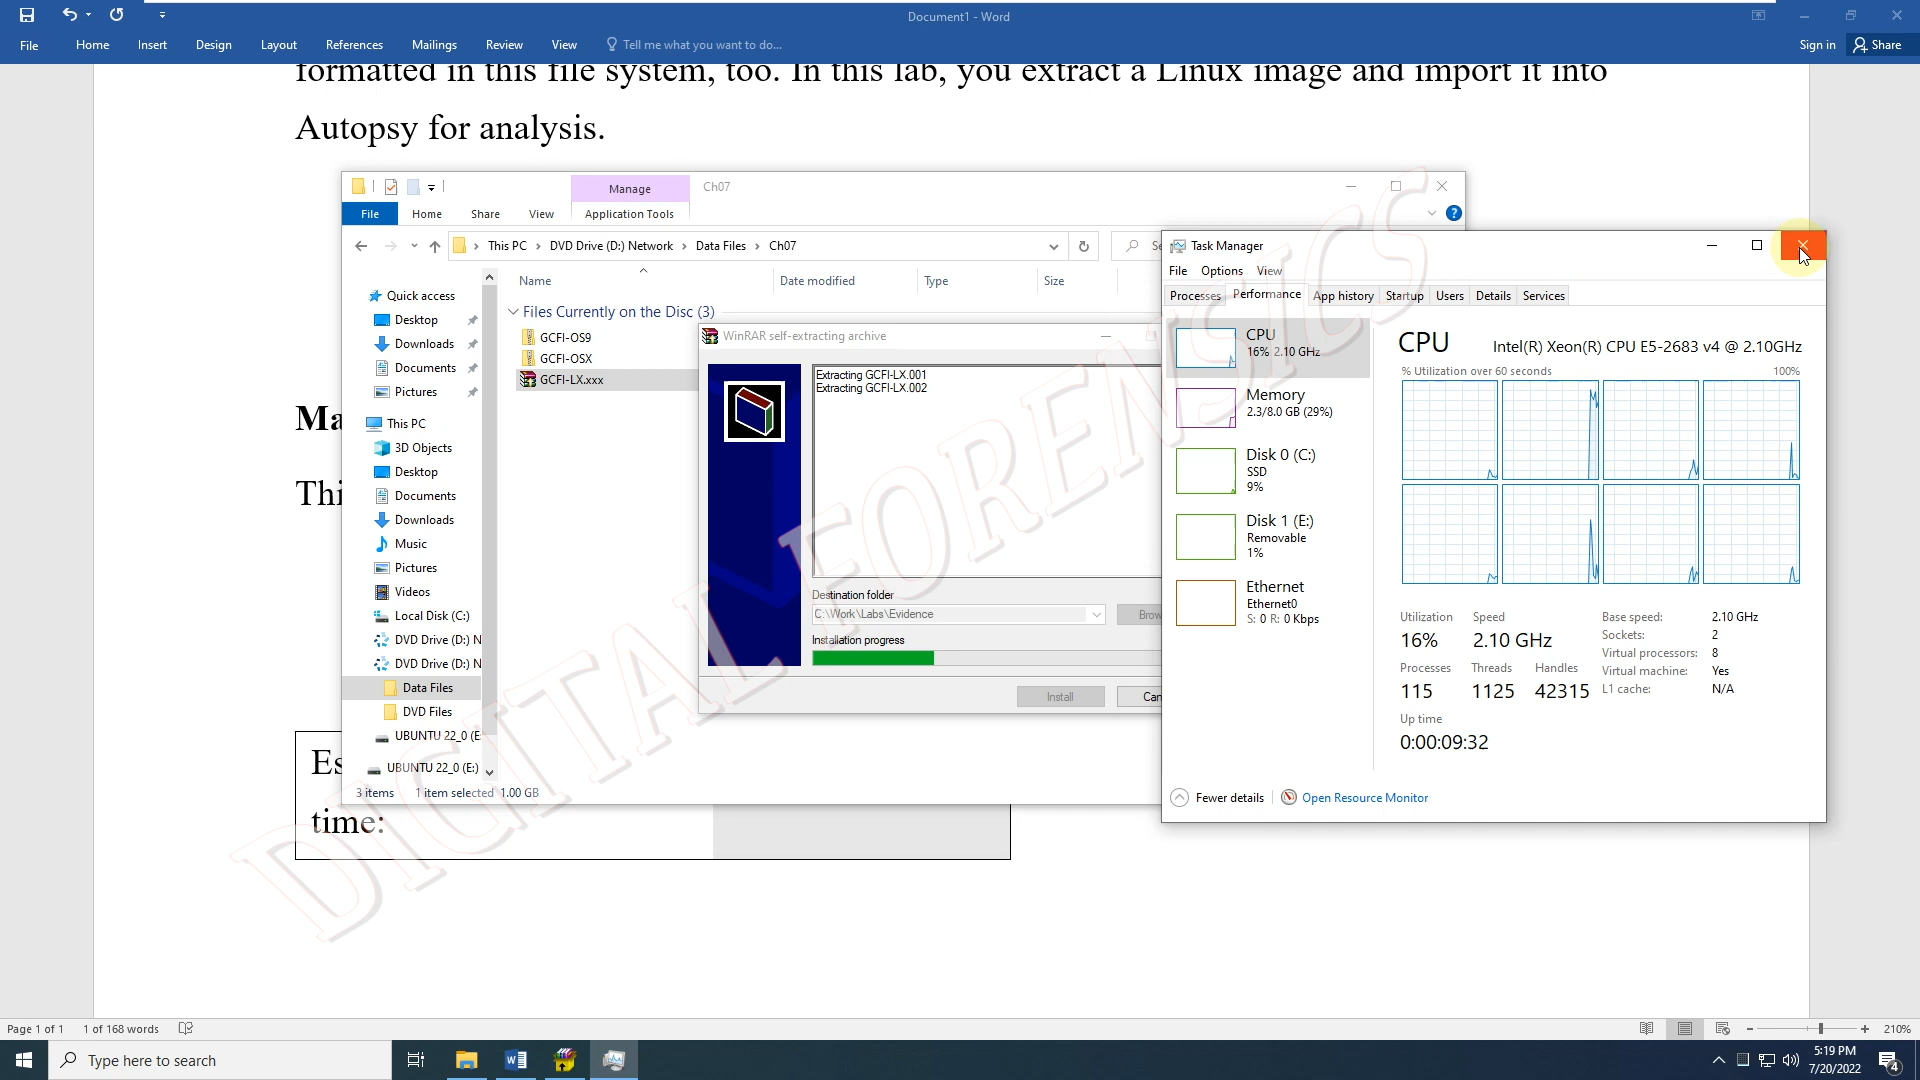 Document1 - Word
File Home Insert Design Layout References Mailings Review View Tell me what you want to do... Sign in Share
formatted in this file system, too. In this lab, you extract a Linux image and import it into
Autopsy for analysis.
Ma
Thi
Es
time:
Manage Ch07
File Home Share View Application Tools
This PC DVD Drive (D:) Network Data Files Ch07 Se
Name Date modified Type Size
Files Currently on the Disc (3)
GCFI-OS9
GCFI-OSX
GCFI-LX.xxx
Quick access
Desktop
Downloads
Documents
Pictures
This PC
3D Objects
Desktop
Documents
Downloads
Music
Pictures
Videos
Local Disk (C:)
DVD Drive (D:) N
DVD Drive (D:) N
Data Files
DVD Files
UBUNTU 22_0 (E
UBUNTU 22_0 (E:)
3 items 1 item selected 1.00 GB
WinRAR self-extracting archive
Extracting GCFI-LX.001
Extracting GCFI-LX.002
Destination folder
C:\Work\Labs\Evidence
Brow
Installation progress
Install Can
Task Manager
File Options View
Processes Performance App history Startup Users Details Services
CPU
16% 2.10 GHz
Memory
2.3/8.0 GB (29%)
Disk 0 (C:)
SSD
9%
Disk 1 (E:)
Removable
1%
Ethernet
Ethernet0
S: 0 R: 0 Kbps
CPU Intel(R) Xeon(R) CPU E5-2683 v4 @ 2.10GHz
% Utilization over 60 seconds 100%
Utilization Speed
16% 2.10 GHz
Processes Threads Handles
115 1125 42315
Up time
0:00:09:32
Base speed: 2.10 GHz
Sockets: 2
Virtual processors: 8
Virtual machine: Yes
L1 cache: N/A
Fewer details Open Resource Monitor
DIGITAL FORENSICS
Page 1 of 1 1 of 168 words 210%
Type here to search
5:19 PM
7/20/2022
4